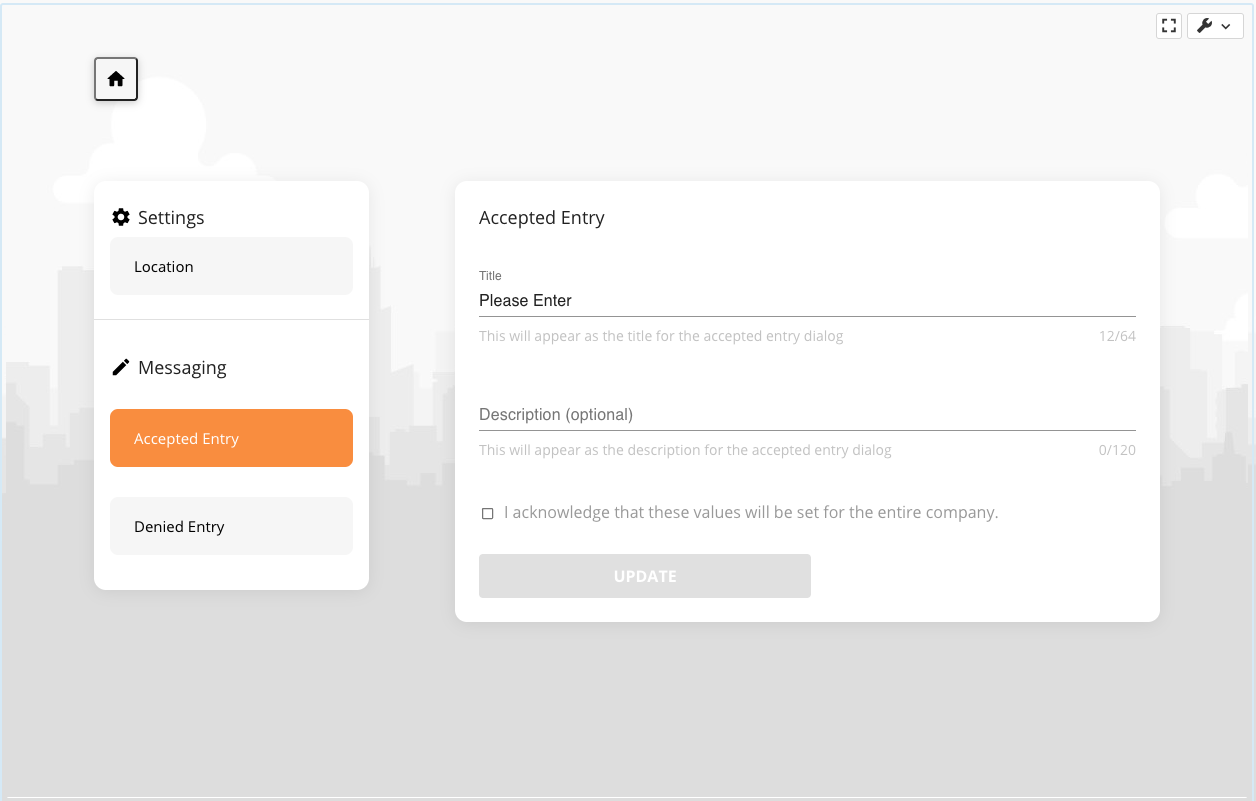 Settings
Location
Messaging
Accepted Entry
Denied Entry
Accepted Entry
Title
Please Enter
This will appear as the title for the accepted entry dialog 12/64
Description (optional)
This will appear as the description for the accepted entry dialog 0/120
I acknowledge that these values will be set for the entire company.
UPDATE